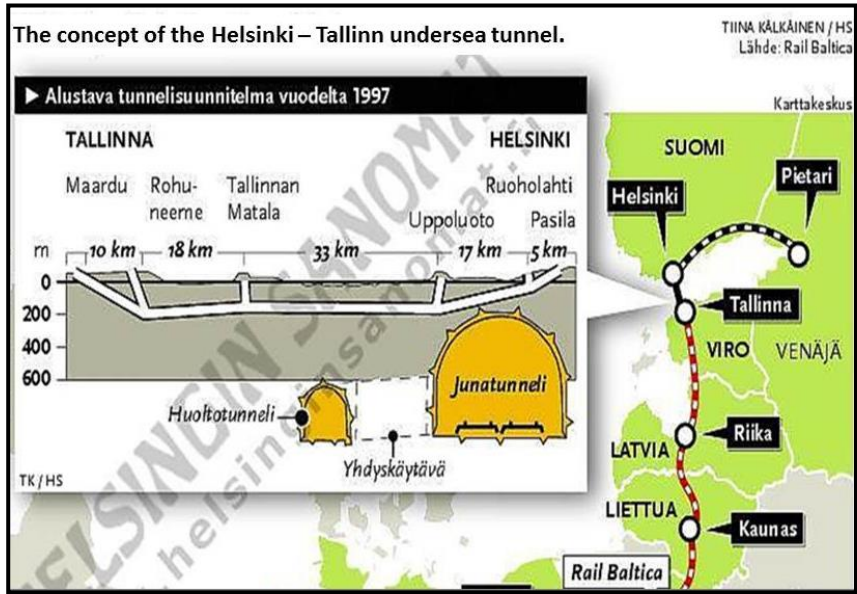 The concept of the Helsinki – Tallinn undersea tunnel.
TIINA KÄLKÄINEN / HS
Lähde: Rail Baltica
Karttakeskus
▶ Alustava tunnelisuunnitelma vuodelta 1997
TALLINNA HELSINKI
Maardu Rohu-
neeme Tallinnan
Matala Uppoluoto Ruoholahti
Pasila
m 10 km 18 km 33 km 17 km 5 km
0
200
400
600
Huoltotunneli
Yhdyskäytävä
Junatunneli
TK / HS
SUOMI
Helsinki
Pietari
Tallinna
VIRO
VENÄJÄ
LATVIA
Riika
LIETTUA
Kaunas
Rail Baltica
HELSINGIN SANOMAT
www.helsinginsanomat.fi